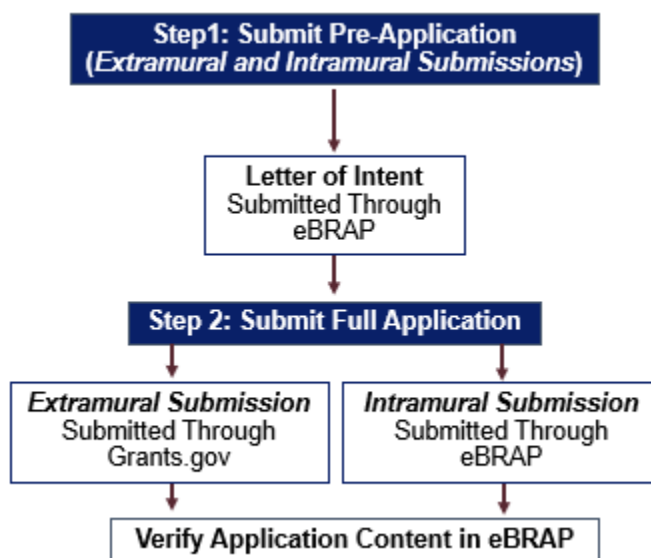 Step1: Submit Pre-Application
(Extramural and Intramural Submissions)
Letter of Intent
Submitted Through
eBRAP
Step 2: Submit Full Application
Extramural Submission
Submitted Through
Grants.gov
Intramural Submission
Submitted Through
eBRAP
Verify Application Content in eBRAP